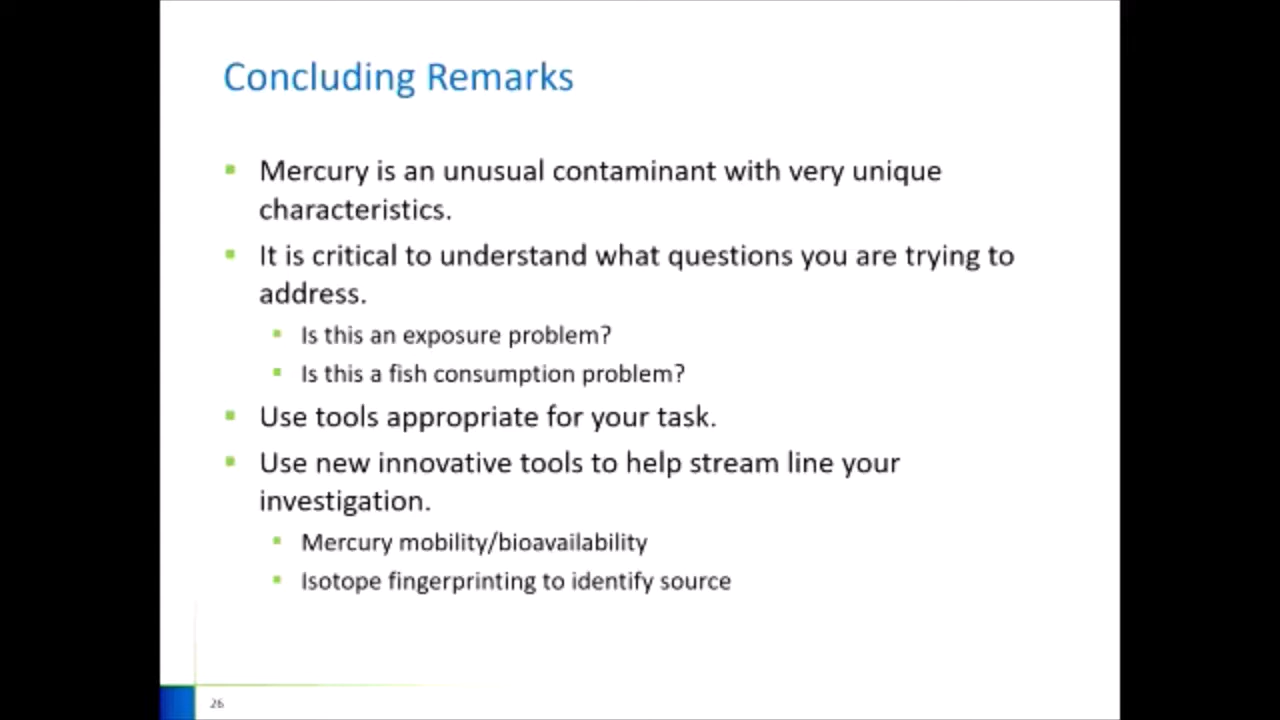 Concluding Remarks
Mercury is an unusual contaminant with very unique
characteristics.
It is critical to understand what questions you are trying to
address.
Is this an exposure problem?
Is this a fish consumption problem?
Use tools appropriate for your task.
Use new innovative tools to help stream line your
investigation.
Mercury mobility/bioavailability
Isotope fingerprinting to identify source
26